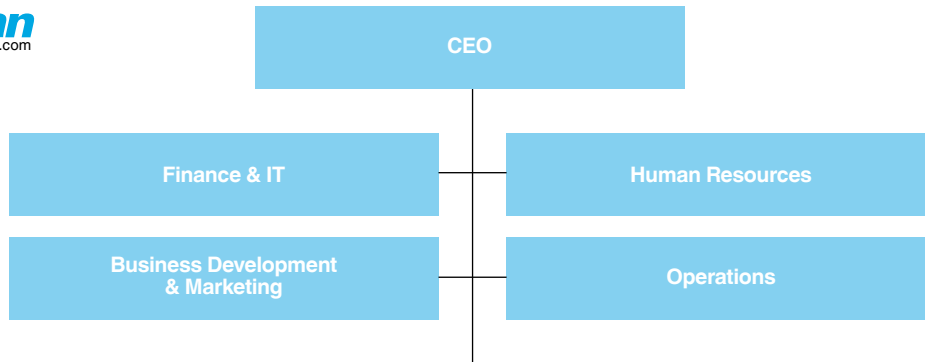 .com
CEO
Finance & IT
Human Resources
Business Development
& Marketing
Operations